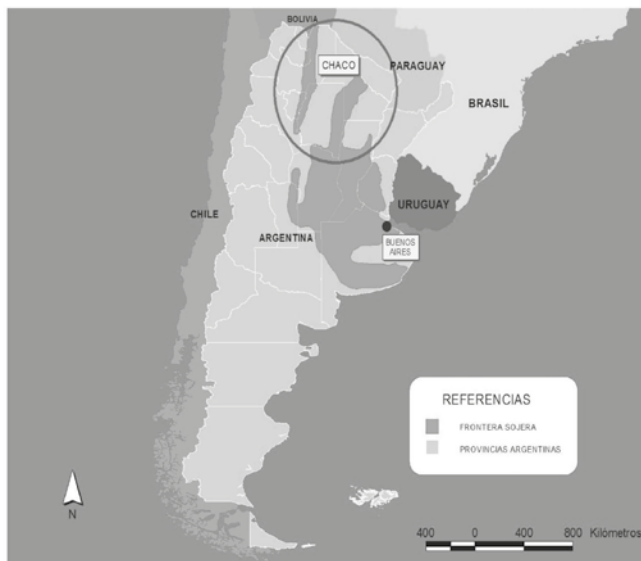 BOLIVIA
CHACO
PARAGUAY
BRASIL
URUGUAY
CHILE
ARGENTINA
BUENOS
AIRES
REFERENCIAS
FRONTERA SOJERA
PROVINCIAS ARGENTINAS
N
400 0 400 800 Kilómetros